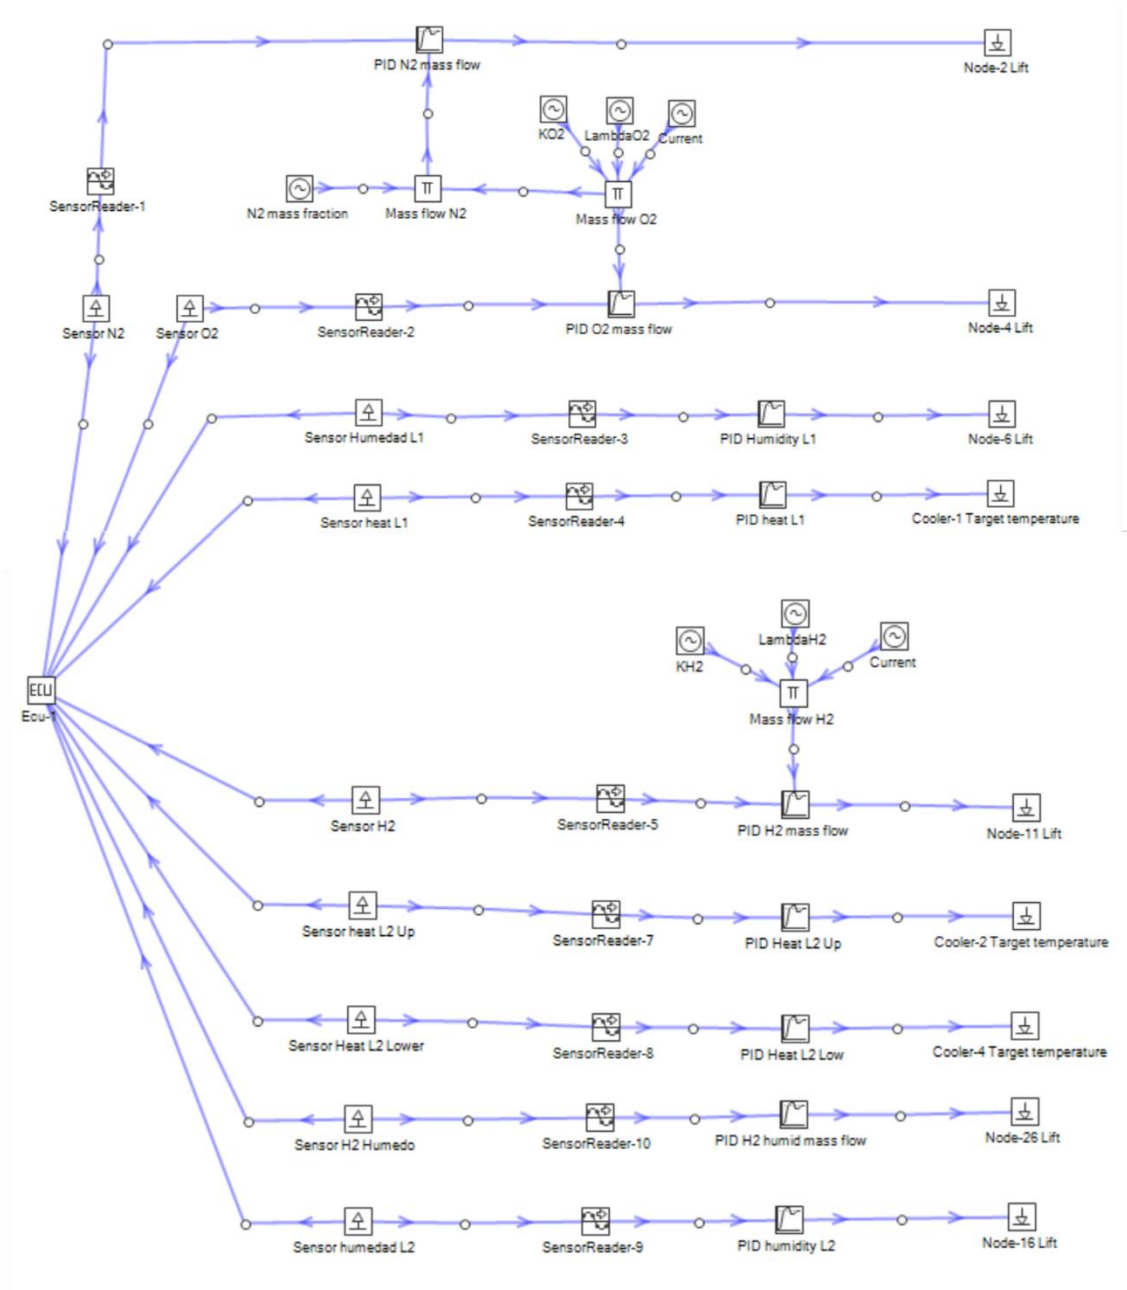 PID N2 mass flow
Node-2 Lift
KO2
LambdaO2
Current
SensorReader-1
N2 mass fraction
π
Mass flow N2
π
Mass flow O2
Sensor N2
Sensor O2
SensorReader-2
PID O2 mass flow
Node-4 Lift
Sensor Humedad L1
SensorReader-3
PID Humidity L1
Node-6 Lift
Sensor heat L1
SensorReader-4
PID heat L1
Cooler-1 Target temperature
LambdaH2
KH2
Current
ECU
Ecu-1
π
Mass flow H2
Sensor H2
SensorReader-5
PID H2 mass flow
Node-11 Lift
Sensor heat L2 Up
SensorReader-7
PID Heat L2 Up
Cooler-2 Target temperature
Sensor Heat L2 Lower
SensorReader-8
PID Heat L2 Low
Cooler-4 Target temperature
Sensor H2 Humedo
SensorReader-10
PID H2 humid mass flow
Node-26 Lift
Sensor humedad L2
SensorReader-9
PID humidity L2
Node-16 Lift